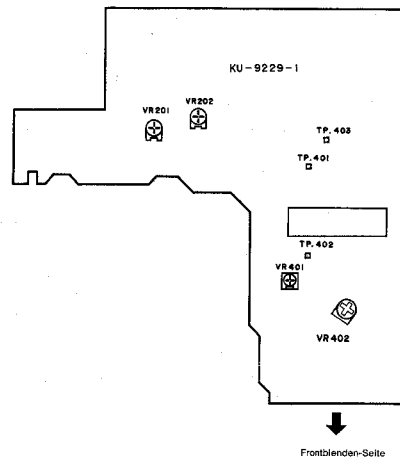 KU-9229-1
VR201
VR202
TP.403
TP.401
TP.402
VR401
VR402
Frontblenden-Seite